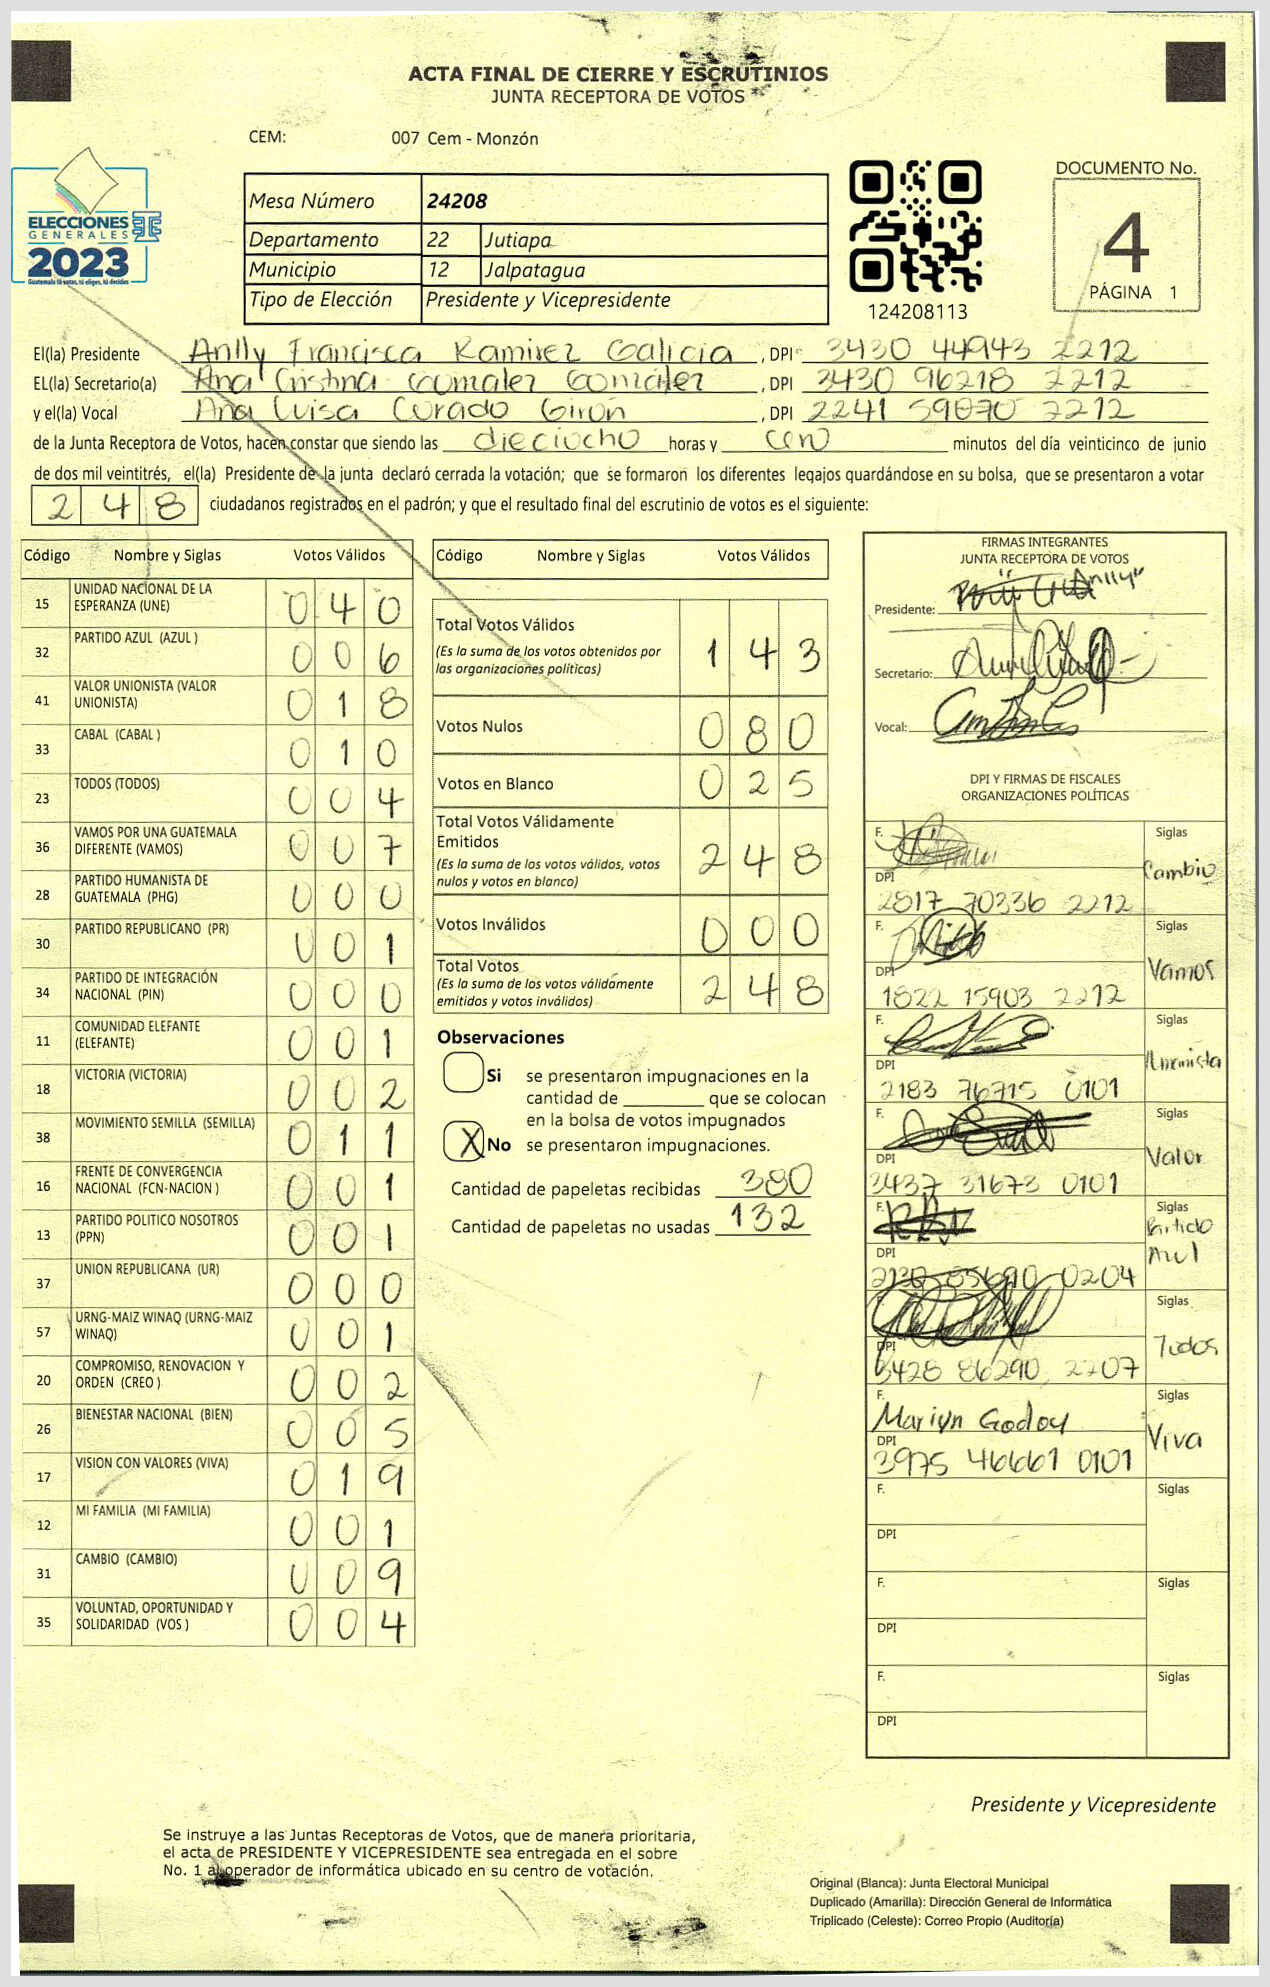 ACTA FINAL DE CIERRE Y ESCRUTINIOS
JUNTA RECEPTORA DE VOTOS
CEM: 007 Cem - Monzón
ELECCIONES
GENERALES
2023
Guatemala tú votas, tú eliges, tú decides
Mesa Número 24208
Departamento 22 Jutiapa
Municipio 12 Jalpatagua
Tipo de Elección Presidente y Vicepresidente
124208113
DOCUMENTO No.
4
PÁGINA 1
El(la) Presidente Anlly Francisca Ramirez Galicia , DPI 3430 44943 2212
EL(la) Secretario(a) Ana Cristina Gonzalez González , DPI 3430 96218 2212
y el(la) Vocal Ana Luisa Corado Girón , DPI 2241 59070 2212
de la Junta Receptora de Votos, hacen constar que siendo las dieciocho horas y cero minutos del día veinticinco de junio
de dos mil veintitrés, el(la) Presidente de la junta declaró cerrada la votación; que se formaron los diferentes legajos guardándose en su bolsa, que se presentaron a votar
248 ciudadanos registrados en el padrón; y que el resultado final del escrutinio de votos es el siguiente:
Código Nombre y Siglas Votos Válidos
15 UNIDAD NACIONAL DE LA ESPERANZA (UNE) 0 4 0
32 PARTIDO AZUL (AZUL ) 0 0 6
41 VALOR UNIONISTA (VALOR UNIONISTA) 0 1 8
33 CABAL (CABAL ) 0 1 0
23 TODOS (TODOS) 0 0 4
36 VAMOS POR UNA GUATEMALA DIFERENTE (VAMOS) 0 0 7
28 PARTIDO HUMANISTA DE GUATEMALA (PHG) 0 0 0
30 PARTIDO REPUBLICANO (PR) 0 0 1
34 PARTIDO DE INTEGRACIÓN NACIONAL (PIN) 0 0 0
11 COMUNIDAD ELEFANTE (ELEFANTE) 0 0 1
18 VICTORIA (VICTORIA) 0 0 2
38 MOVIMIENTO SEMILLA (SEMILLA) 0 1 1
16 FRENTE DE CONVERGENCIA NACIONAL (FCN-NACION ) 0 0 1
13 PARTIDO POLITICO NOSOTROS (PPN) 0 0 1
37 UNION REPUBLICANA (UR) 0 0 0
57 URNG-MAIZ WINAQ (URNG-MAIZ WINAQ) 0 0 1
20 COMPROMISO, RENOVACION Y ORDEN (CREO ) 0 0 2
26 BIENESTAR NACIONAL (BIEN) 0 0 5
17 VISION CON VALORES (VIVA) 0 1 9
12 MI FAMILIA (MI FAMILIA) 0 0 1
31 CAMBIO (CAMBIO) 0 0 9
35 VOLUNTAD, OPORTUNIDAD Y SOLIDARIDAD (VOS ) 0 0 4
Código Nombre y Siglas Votos Válidos
Total Votos Válidos 1 4 3
(Es la suma de los votos obtenidos por
las organizaciones políticas)
Votos Nulos 0 8 0
Votos en Blanco 0 2 5
Total Votos Válidamente
Emitidos 2 4 8
(Es la suma de los votos válidos, votos
nulos y votos en blanco)
Votos Inválidos 0 0 0
Total Votos 2 4 8
(Es la suma de los votos válidamente
emitidos y votos inválidos)
Observaciones
Si se presentaron impugnaciones en la
cantidad de ________ que se colocan
en la bolsa de votos impugnados
X No se presentaron impugnaciones.
Cantidad de papeletas recibidas 380
Cantidad de papeletas no usadas 132
FIRMAS INTEGRANTES
JUNTA RECEPTORA DE VOTOS
Presidente:
Secretario:
Vocal:
DPI Y FIRMAS DE FISCALES
ORGANIZACIONES POLÍTICAS
F. Siglas Cambio
DPI 2817 70336 2212
F. Siglas Vamos
DPI 1822 15903 2212
F. Siglas Unionista
DPI 2183 76715 0101
F. Siglas Valor
DPI 3437 31673 0101
F. Siglas Partido Azul
DPI 0204
F. Siglas Todos
DPI 3428 86290 2207
F. Marlyn Godoy Siglas Viva
DPI 3975 46661 0101
F. Siglas
DPI
F. Siglas
DPI
F. Siglas
DPI
Presidente y Vicepresidente
Se instruye a las Juntas Receptoras de Votos, que de manera prioritaria,
el acta de PRESIDENTE Y VICEPRESIDENTE sea entregada en el sobre
No. 1 al operador de informática ubicado en su centro de votación.
Original (Blanca): Junta Electoral Municipal
Duplicado (Amarilla): Dirección General de Informática
Triplicado (Celeste): Correo Propio (Auditoría)